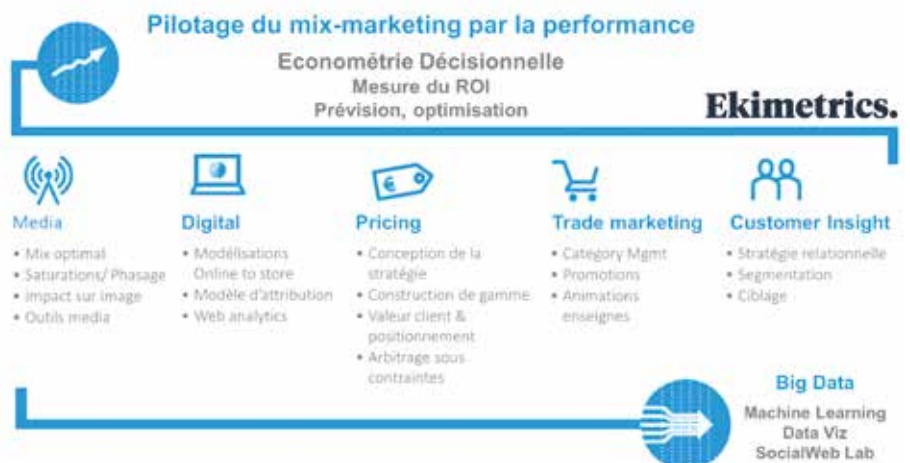 Pilotage du mix-marketing par la performance
Econométrie Décisionnelle
Mesure du ROI
Prévision, optimisation
Ekimetrics.
Media
• Mix optimal
• Saturations/ Phasage
• Impact sur image
• Outils media
Digital
• Modélisations
Online to store
• Modèle d'attribution
• Web analytics
€
Pricing
• Conception de la
stratégie
• Construction de gamme
• Valeur client &
positionnement
• Arbitrage sous
contraintes
Trade marketing
• Category Mgmt
• Promotions
• Animations
enseignes
Customer Insight
• Stratégie relationnelle
• Segmentation
• Ciblage
Big Data
Machine Learning
Data Viz
SocialWeb Lab